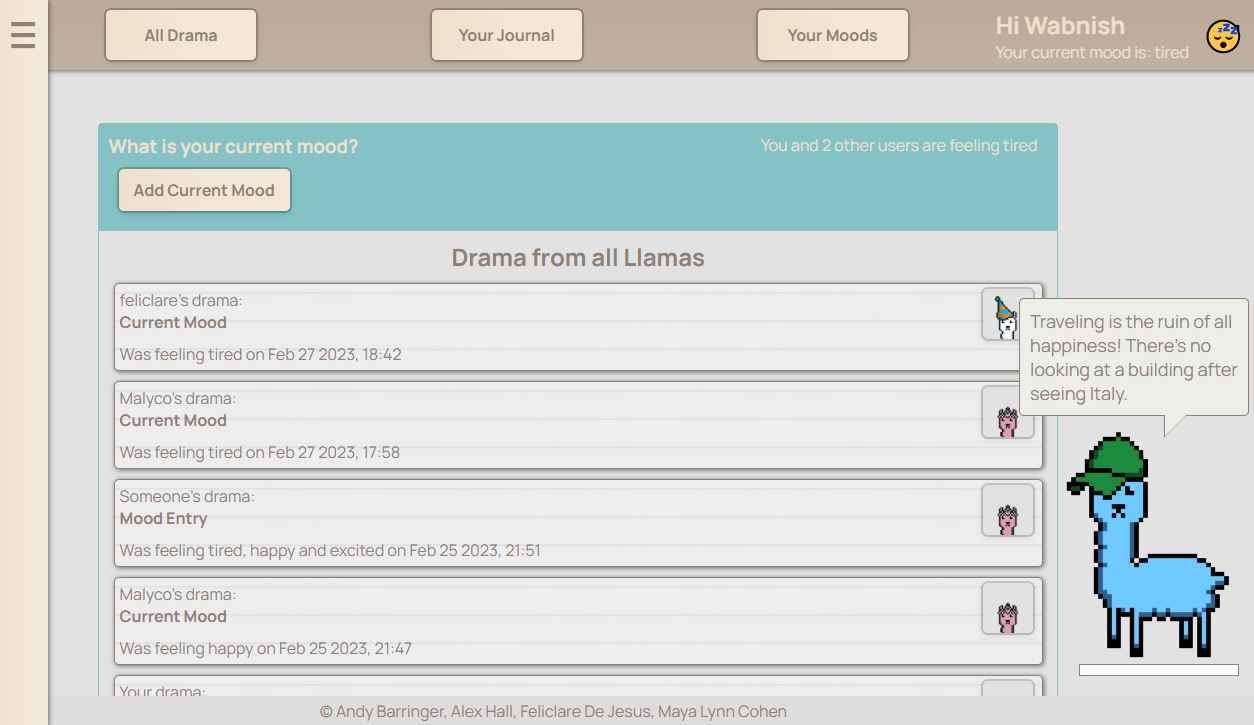 All Drama
Your Journal
Your Moods
Hi Wabnish
Your current mood is: tired
What is your current mood?
You and 2 other users are feeling tired
Add Current Mood
Drama from all Llamas
feliclare's drama:
Current Mood
Was feeling tired on Feb 27 2023, 18:42
Malyco's drama:
Current Mood
Was feeling tired on Feb 27 2023, 17:58
Someone's drama:
Mood Entry
Was feeling tired, happy and excited on Feb 25 2023, 21:51
Malyco's drama:
Current Mood
Was feeling happy on Feb 25 2023, 21:47
Your drama:
Traveling is the ruin of all
happiness! There's no
looking at a building after
seeing Italy.
© Andy Barringer, Alex Hall, Feliclare De Jesus, Maya Lynn Cohen